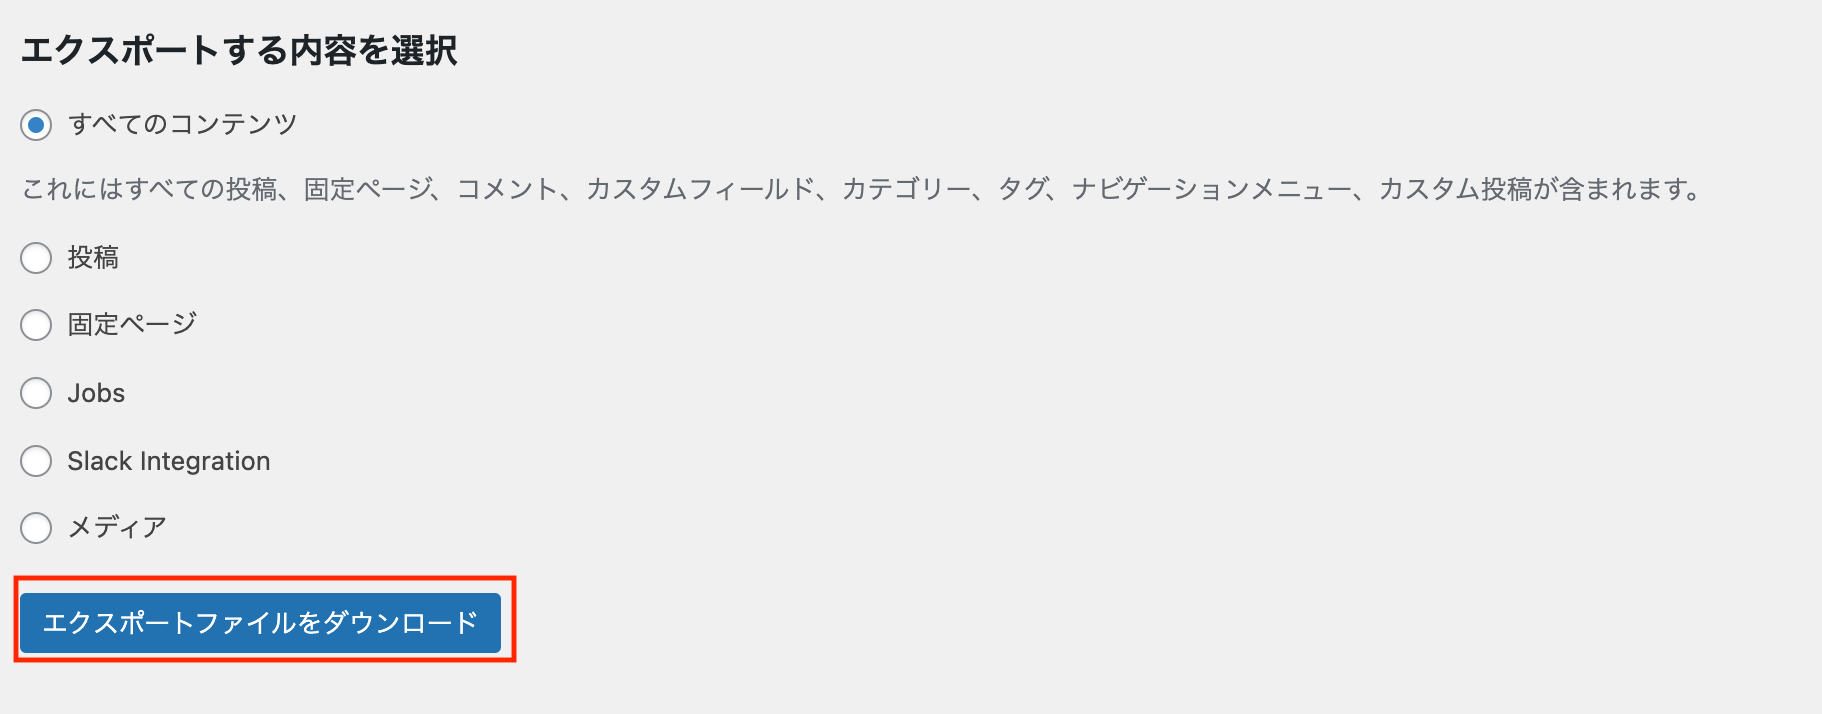 エクスポートする内容を選択
すべてのコンテンツ
これにはすべての投稿、固定ページ、コメント、カスタムフィールド、カテゴリー、タグ、ナビゲーションメニュー、カスタム投稿が含まれます。
投稿
固定ページ
Jobs
Slack Integration
メディア
エクスポートファイルをダウンロード